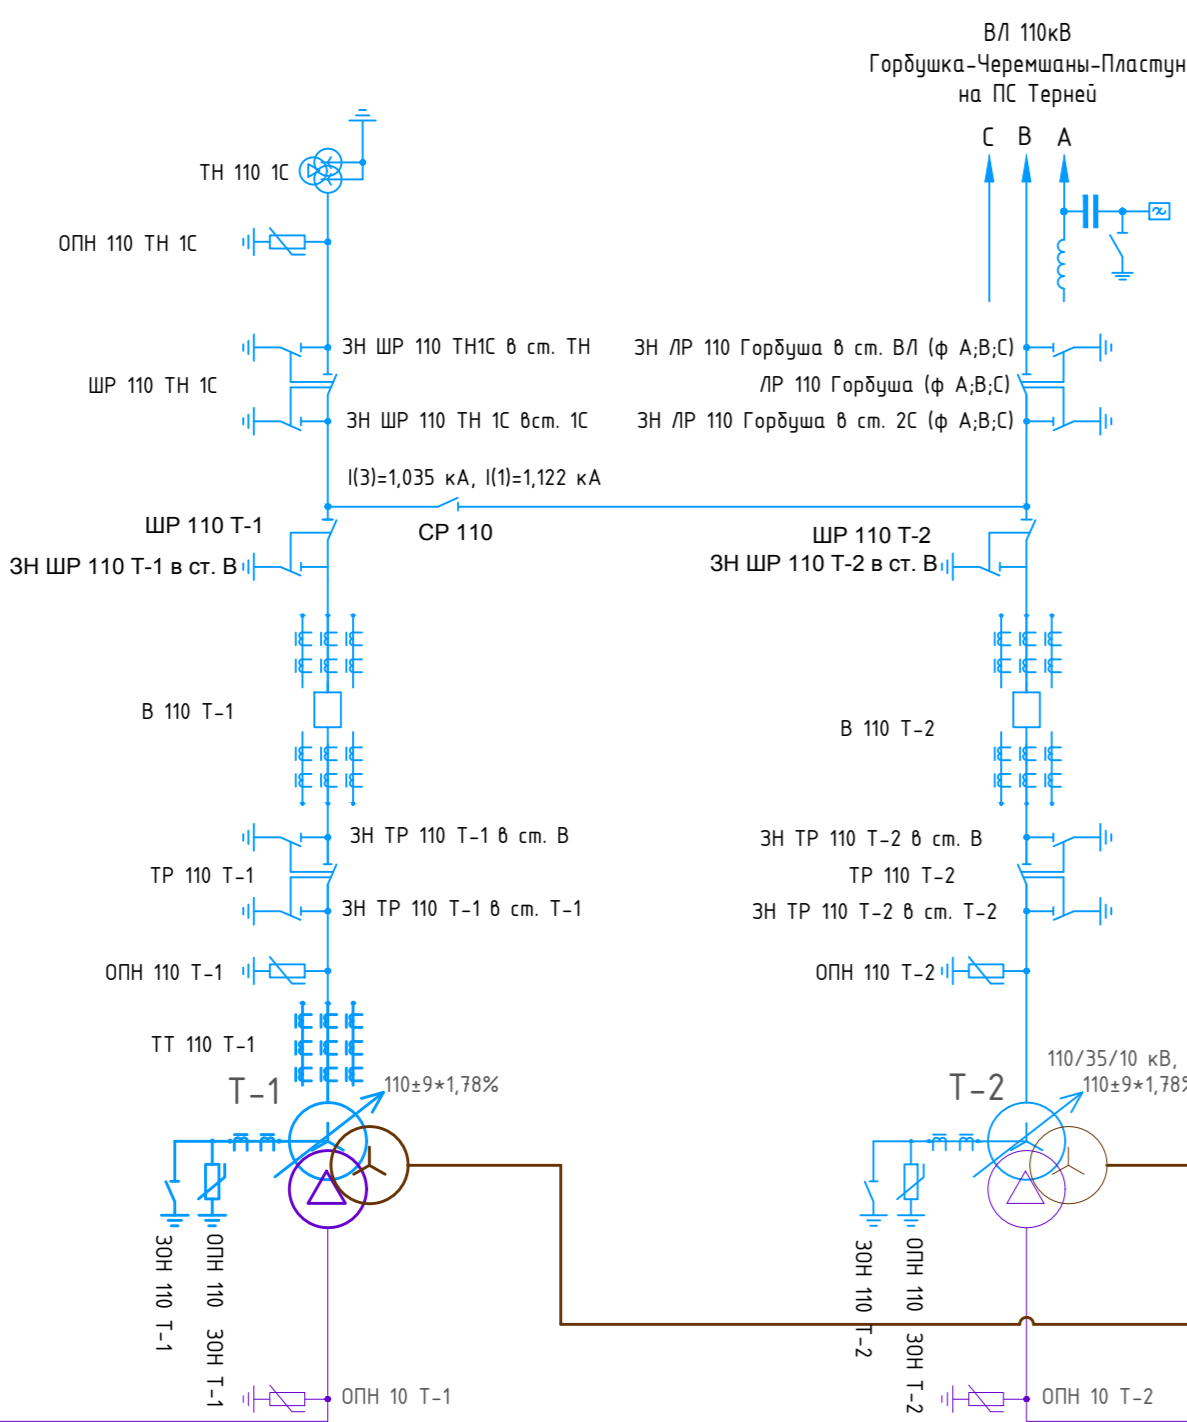 ВЛ 110кВ
Горбушка-Черемшаны-Пластун
на ПС Терней
С В А
ТН 110 1С
ОПН 110 ТН 1С
ЗН ШР 110 ТН1С в ст. ТН
ЗН ЛР 110 Горбуша в ст. ВЛ (ф А;В;С)
ШР 110 ТН 1С
ЛР 110 Горбуша (ф А;В;С)
ЗН ШР 110 ТН 1С вст. 1С
ЗН ЛР 110 Горбуша в ст. 2С (ф А;В;С)
I(3)=1,035 кА, I(1)=1,122 кА
ШР 110 Т-1
СР 110
ШР 110 Т-2
ЗН ШР 110 Т-1 в ст. В
ЗН ШР 110 Т-2 в ст. В
В 110 Т-1
В 110 Т-2
ЗН ТР 110 Т-1 в ст. В
ЗН ТР 110 Т-2 в ст. В
ТР 110 Т-1
ТР 110 Т-2
ЗН ТР 110 Т-1 в ст. Т-1
ЗН ТР 110 Т-2 в ст. Т-2
ОПН 110 Т-1
ОПН 110 Т-2
ТТ 110 Т-1
110/35/10 кВ,
Т-1
110±9*1,78%
Т-2
110±9*1,78%
ЗОН 110 Т-1
ОПН 110 ЗОН Т-1
ЗОН 110 Т-2
ОПН 110 ЗОН Т-2
ОПН 10 Т-1
ОПН 10 Т-2